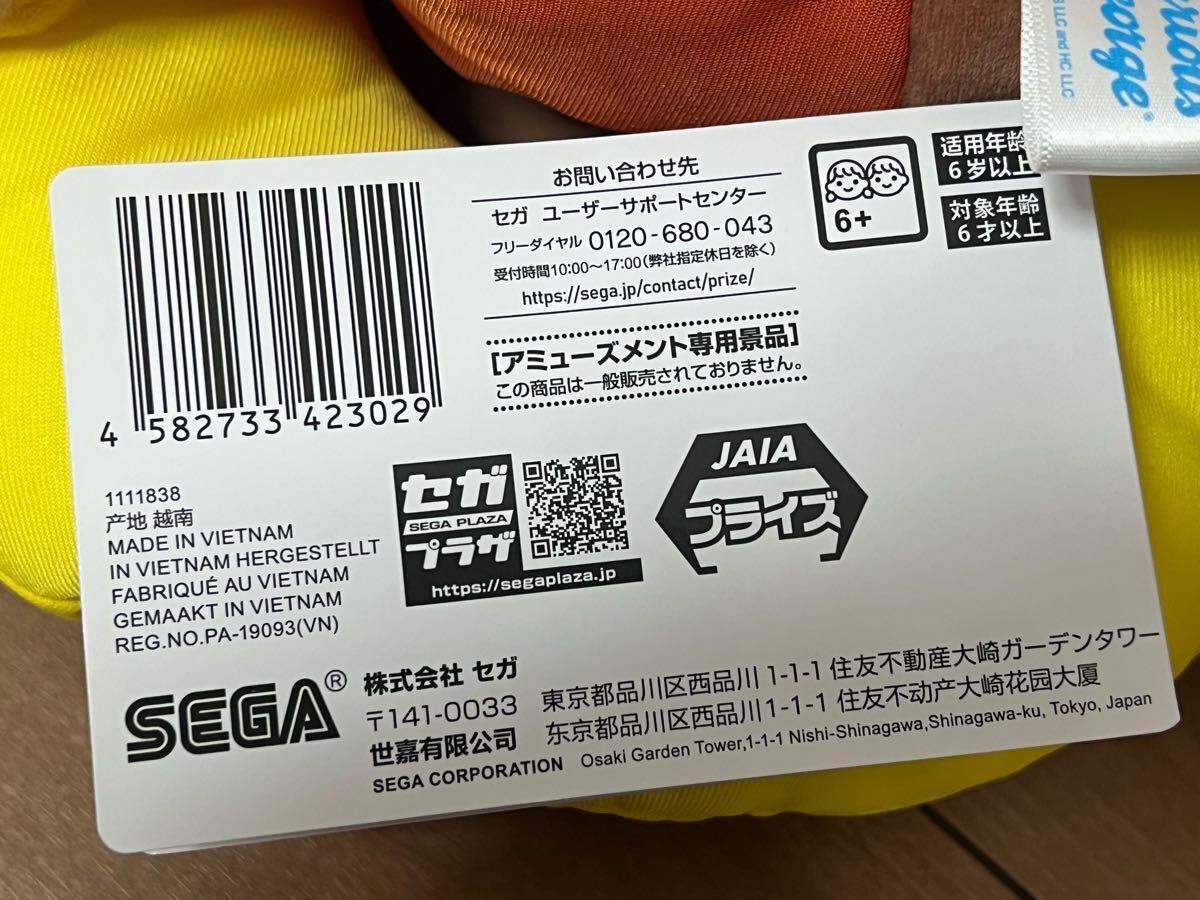 rious
orge
S LLC and HC LLC
4 582733 423029
お問い合わせ先
セガ ユーザーサポートセンター
フリーダイヤル 0120-680-043
受付時間10:00～17:00(弊社指定休日を除く)
https://sega.jp/contact/prize/
[アミューズメント専用景品]
この商品は一般販売されておりません。
6+
适用年龄
6岁以上
対象年齢
6才以上
1111838
产地 越南
MADE IN VIETNAM
IN VIETNAM HERGESTELLT
FABRIQUÉ AU VIETNAM
GEMAAKT IN VIETNAM
REG.NO.PA-19093(VN)
セガ
SEGA PLAZA
プラザ
https://segaplaza.jp
JAIA
プライズ
SEGA®
株式会社 セガ
〒141-0033
東京都品川区西品川1-1-1 住友不動産大崎ガーデンタワー
世嘉有限公司
东京都品川区西品川1-1-1 住友不动产大崎花园大厦
SEGA CORPORATION Osaki Garden Tower,1-1-1 Nishi-Shinagawa,Shinagawa-ku, Tokyo, Japan